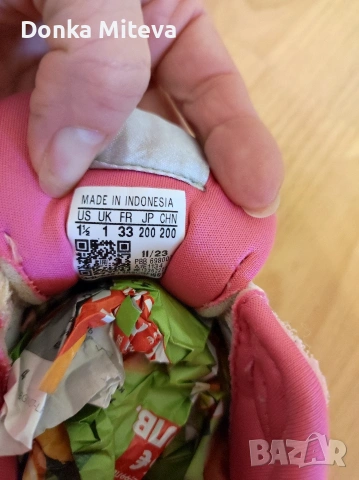 Donka Miteva
MADE IN INDONESIA
US UK FR JP CHN
1½ 1 33 200 200
11/23
ЛВ.
bazar